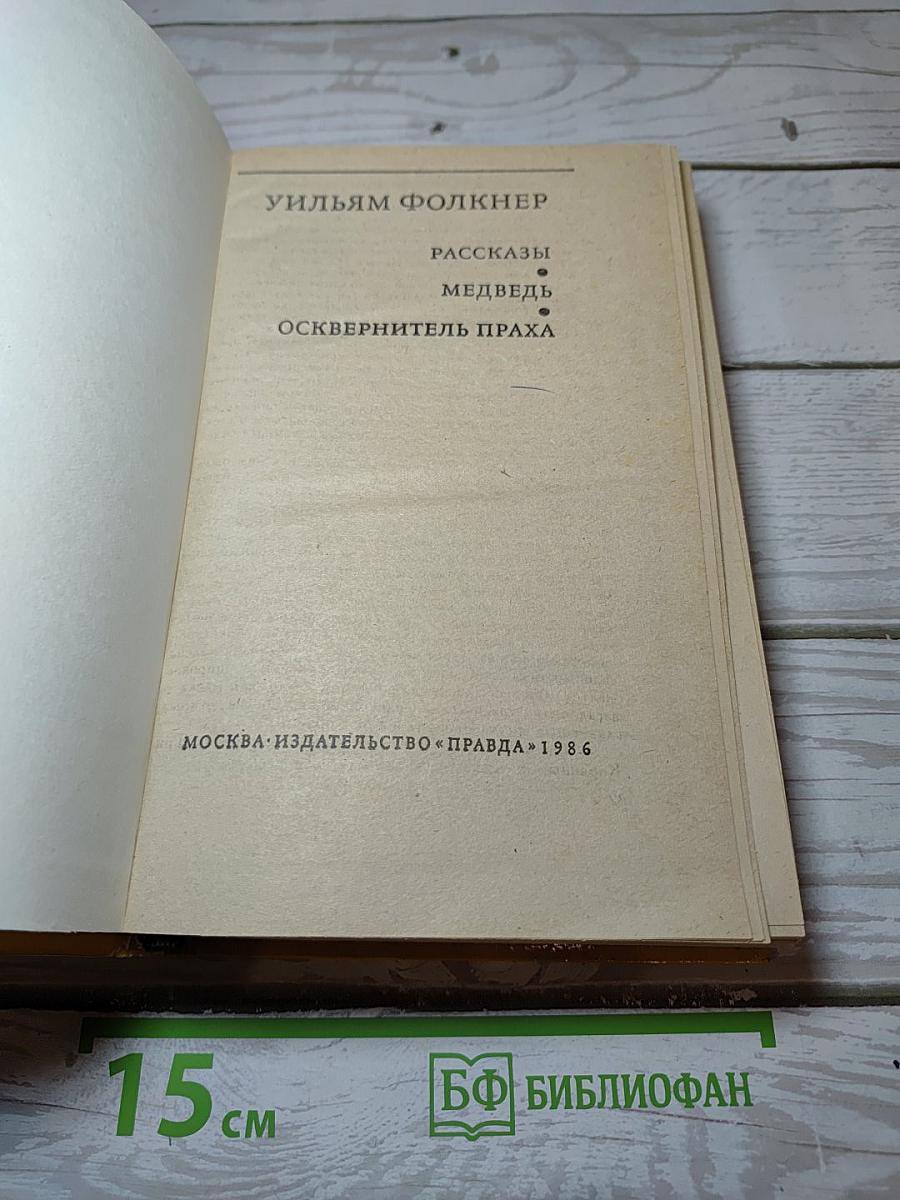 УИЛЬЯМ ФОЛКНЕР
РАССКАЗЫ
•
МЕДВЕДЬ
•
ОСКВЕРНИТЕЛЬ ПРАХА
МОСКВА·ИЗДАТЕЛЬСТВО «ПРАВДА» 1986
15 см
БФ БИБЛИОФАН